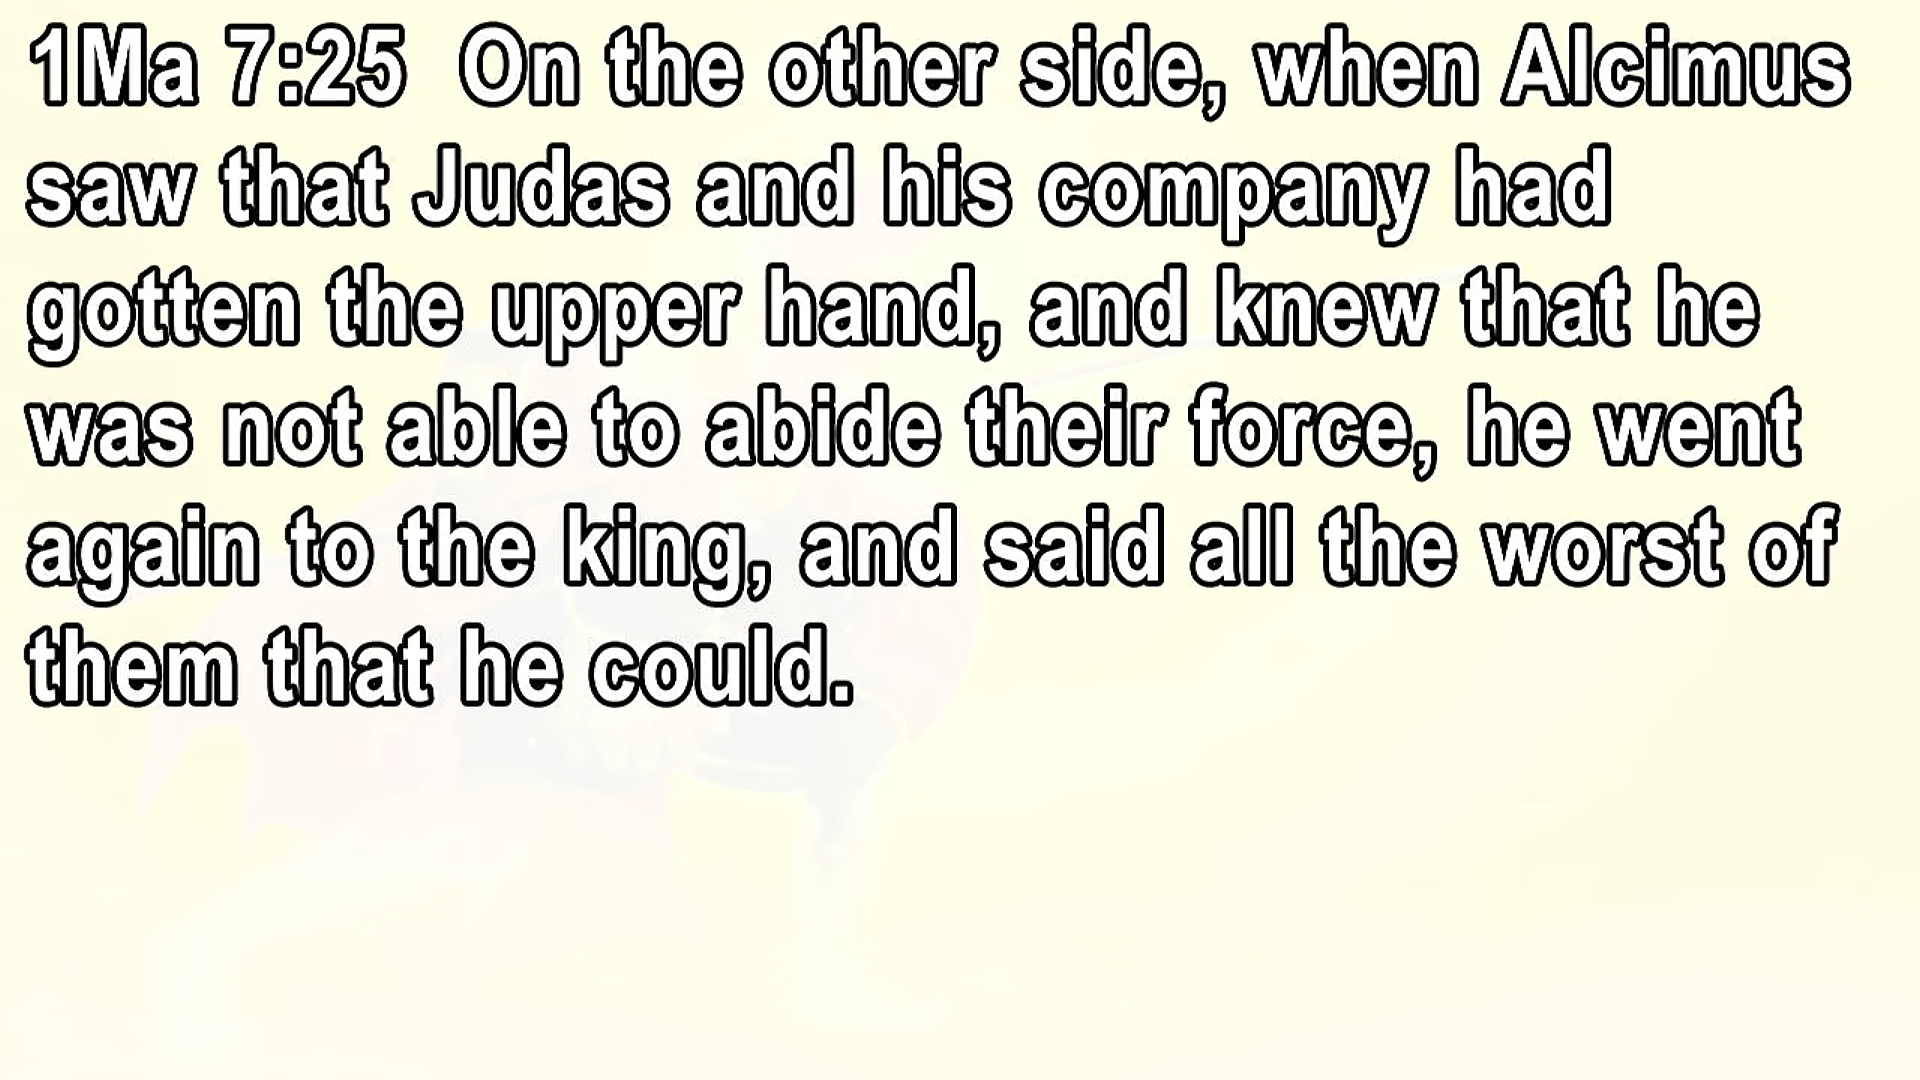 1Ma 7:25  On the other side, when Alcimus
saw that Judas and his company had
gotten the upper hand, and knew that he
was not able to abide their force, he went
again to the king, and said all the worst of
them that he could.